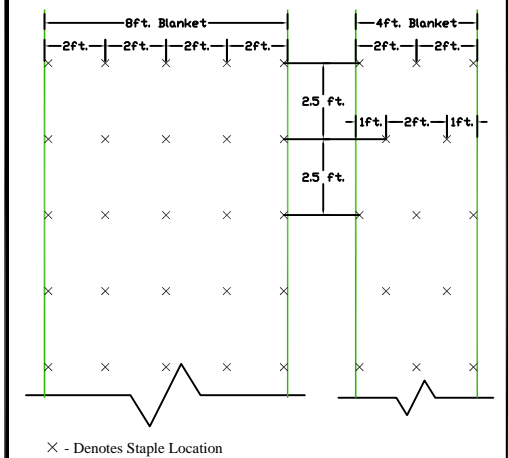 8ft. Blanket
4ft. Blanket
2ft. 2ft. 2ft. 2ft.
2ft. 2ft.
2.5 ft.
1ft. 2ft. 1ft.
2.5 ft.
× - Denotes Staple Location